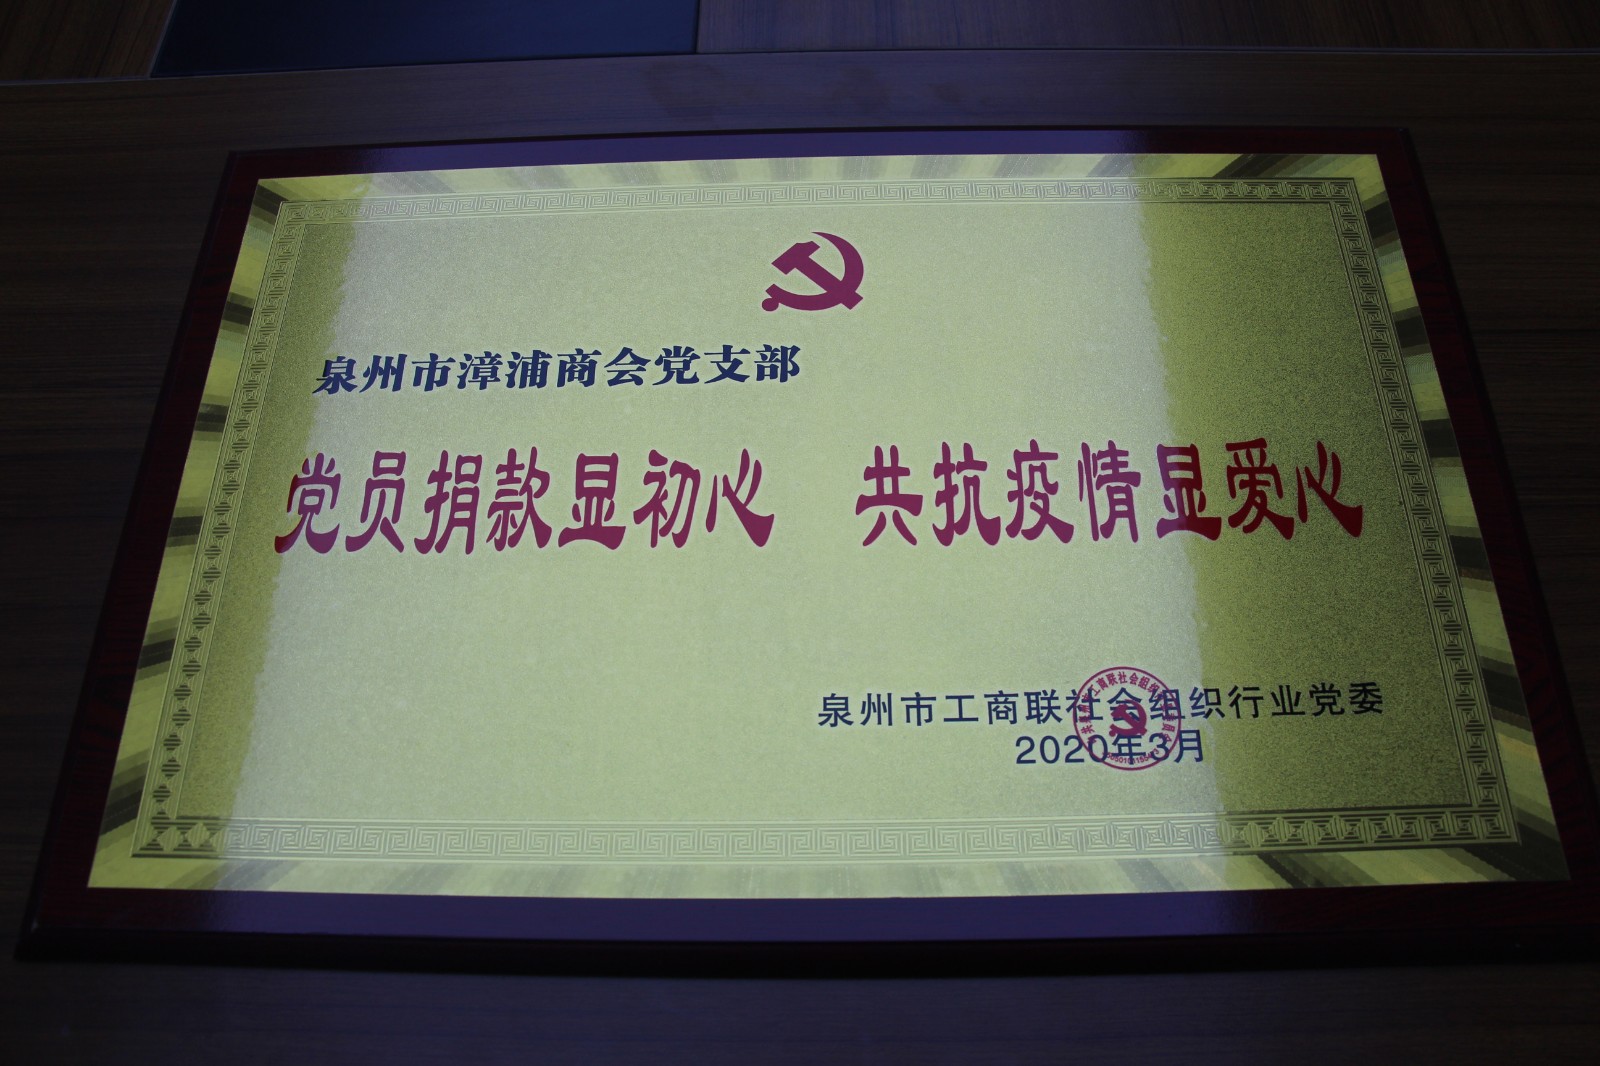 泉州市漳浦商会党支部
党员捐款显初心 共抗疫情显爱心
泉州市工商联社会组织行业党委
2020年3月